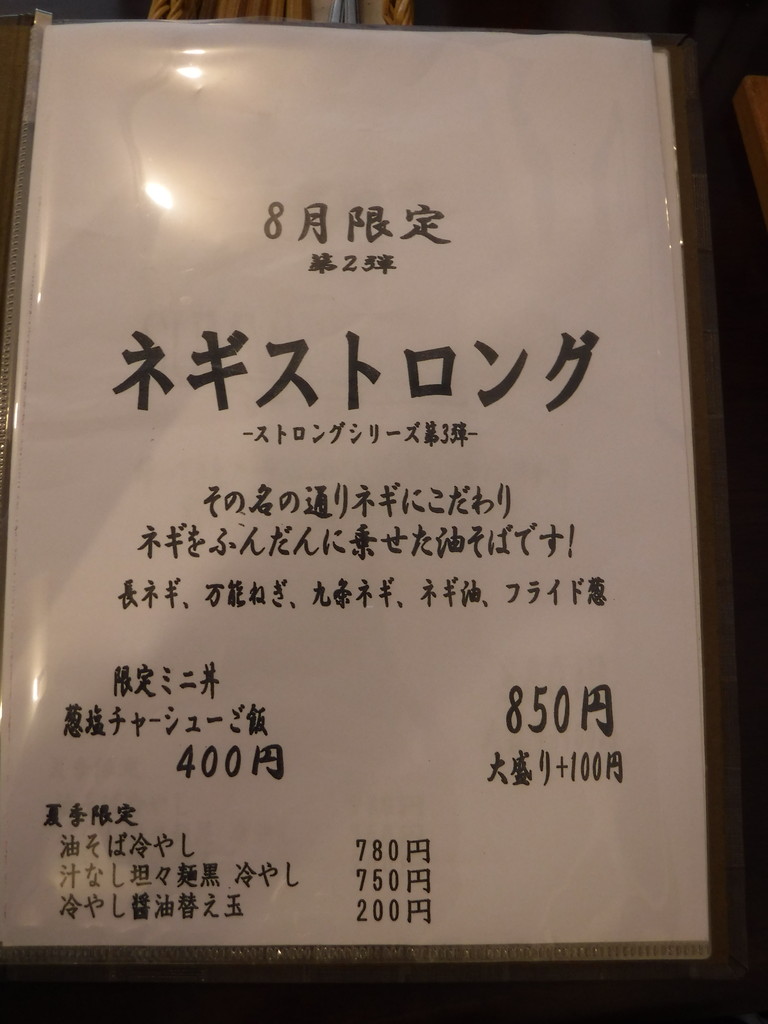 8月限定
第2弾
ネギストロング
-ストロングシリーズ第3弾-
その名の通りネギにこだわり
ネギをふんだんに乗せた油そばです!
長ネギ、万能ねぎ、九条ネギ、ネギ油、フライド葱
限定ミニ丼
葱塩チャーシューご飯
400円
850円
大盛り+100円
夏季限定
油そば冷やし 780円
汁なし坦々麺黒 冷やし 750円
冷やし醤油替え玉 200円